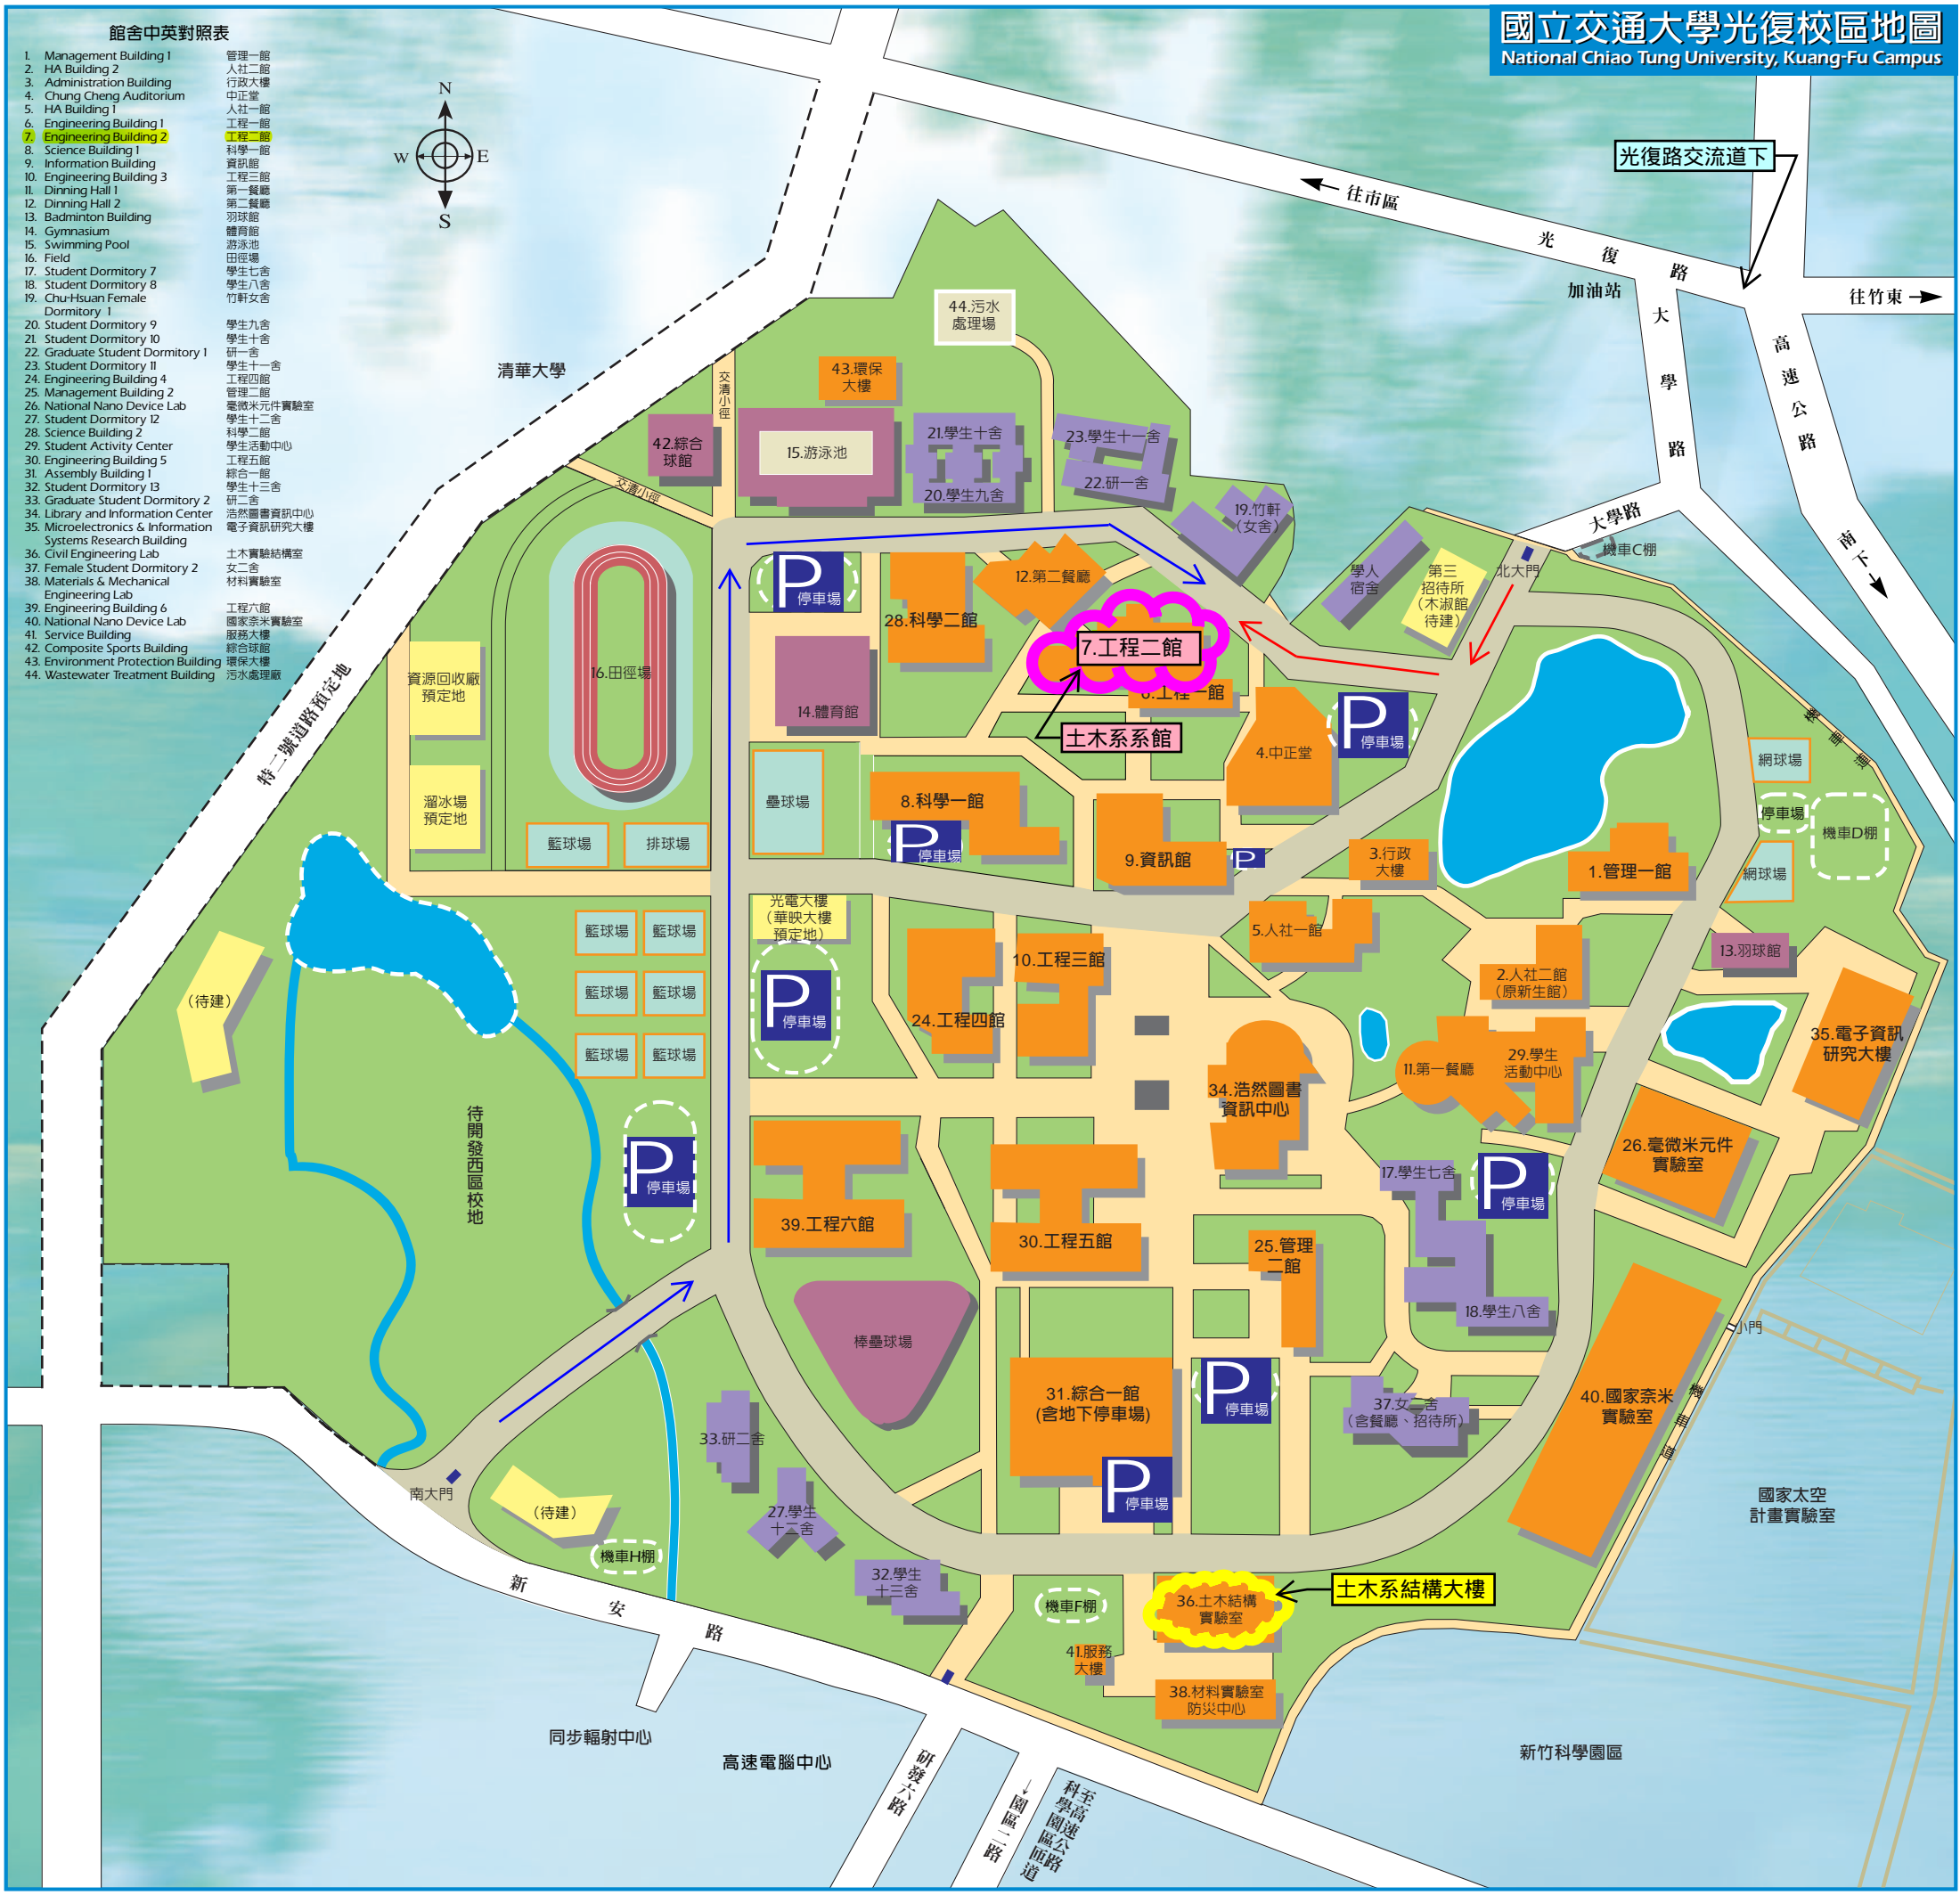 國立交通大學光復校區地圖
National Chiao Tung University, Kuang-Fu Campus
館舍中英對照表
1. Management Building 1 管理一館
2. HA Building 2 人社二館
3. Administration Building 行政大樓
4. Chung Cheng Auditorium 中正堂
5. HA Building 1 人社一館
6. Engineering Building 1 工程一館
7. Engineering Building 2 工程二館
8. Science Building 1 科學一館
9. Information Building 資訊館
10. Engineering Building 3 工程三館
11. Dinning Hall 1 第一餐廳
12. Dinning Hall 2 第二餐廳
13. Badminton Building 羽球館
14. Gymnasium 體育館
15. Swimming Pool 游泳池
16. Field 田徑場
17. Student Dormitory 7 學生七舍
18. Student Dormitory 8 學生八舍
19. Chu-Hsuan Female 竹軒女舍
Dormitory 1
20. Student Dormitory 9 學生九舍
21. Student Dormitory 10 學生十舍
22. Graduate Student Dormitory 1 研一舍
23. Student Dormitory 11 學生十一舍
24. Engineering Building 4 工程四館
25. Management Building 2 管理二館
26. National Nano Device Lab 毫微米元件實驗室
27. Student Dormitory 12 學生十二舍
28. Science Building 2 科學二館
29. Student Activity Center 學生活動中心
30. Engineering Building 5 工程五館
31. Assembly Building 1 綜合一館
32. Student Dormitory 13 學生十三舍
33. Graduate Student Dormitory 2 研二舍
34. Library and Information Center 浩然圖書資訊中心
35. Microelectronics & Information 電子資訊研究大樓
Systems Research Building
36. Civil Engineering Lab 土木實驗結構室
37. Female Student Dormitory 2 女二舍
38. Materials & Mechanical 材料實驗室
Engineering Lab
39. Engineering Building 6 工程六館
40. National Nano Device Lab 國家奈米實驗室
41. Service Building 服務大樓
42. Composite Sports Building 綜合球館
43. Environment Protection Building 環保大樓
44. Wastewater Treatment Building 污水處理廠
N
W E
S
光復路交流道下
往市區
光復路
加油站
往竹東
大學路
高速公路
南下
大學路
機車C棚
北大門
清華大學
特二號道路預定地
44.污水
處理場
43.環保
大樓
交清小徑
42.綜合
球館
15.游泳池
21.學生十舍
20.學生九舍
23.學生十一舍
22.研一舍
19.竹軒
（女舍）
交清小徑
學人
宿舍
第三
招待所
（木淑館
待建）
P
停車場
12.第二餐廳
28.科學二館
7.工程二館
6.工程一館
土木系系館
16.田徑場
14.體育館
資源回收廠
預定地
溜冰場
預定地
4.中正堂
P
停車場
機車道
網球場
停車場
機車D棚
網球場
籃球場
排球場
壘球場
8.科學一館
P
停車場
9.資訊館
P
3.行政
大樓
1.管理一館
光電大樓
（華映大樓
預定地）
籃球場
籃球場
籃球場
籃球場
籃球場
籃球場
P
停車場
10.工程三館
24.工程四館
5.人社一館
2.人社二館
（原新生館）
13.羽球館
35.電子資訊
研究大樓
（待建）
34.浩然圖書
資訊中心
11.第一餐廳
29.學生
活動中心
26.毫微米元件
實驗室
待開發西區校地
P
停車場
39.工程六館
30.工程五館
25.管理
二館
17.學生七舍
P
停車場
18.學生八舍
小門
棒壘球場
31.綜合一館
(含地下停車場)
P
停車場
P
停車場
37.女二舍
（含餐廳、招待所）
40.國家奈米
實驗室
機車道
國家太空
計畫實驗室
33.研二舍
27.學生
十二舍
32.學生
十三舍
南大門
（待建）
機車H棚
機車F棚
36.土木結構
實驗室
土木系結構大樓
41.服務
大樓
38.材料實驗室
防災中心
新安路
同步輻射中心
高速電腦中心
研發六路
→園區二路
至高速公路
科學園區匝道
新竹科學園區